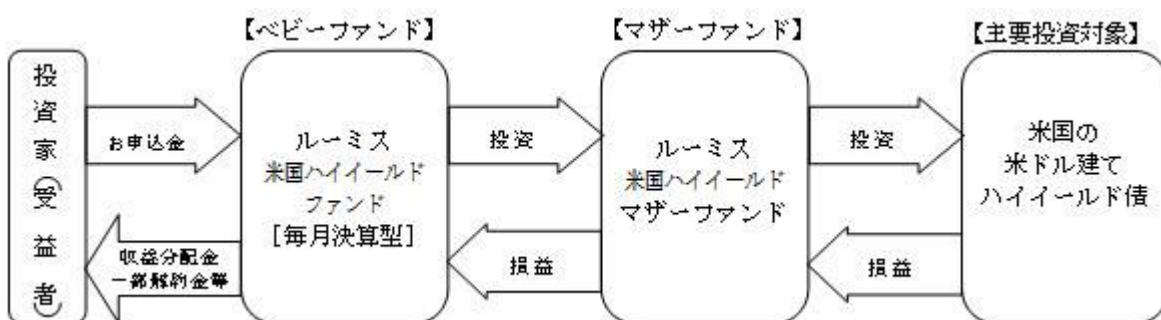 【ベビーファンド】
【マザーファンド】
【主要投資対象】
投資家(受益者)
お申込金
収益分配金
一部解約金等
ルーミス
米国ハイイールド
ファンド
[毎月決算型]
投資
損益
ルーミス
米国ハイイールド
マザーファンド
投資
損益
米国の
米ドル建て
ハイイールド債